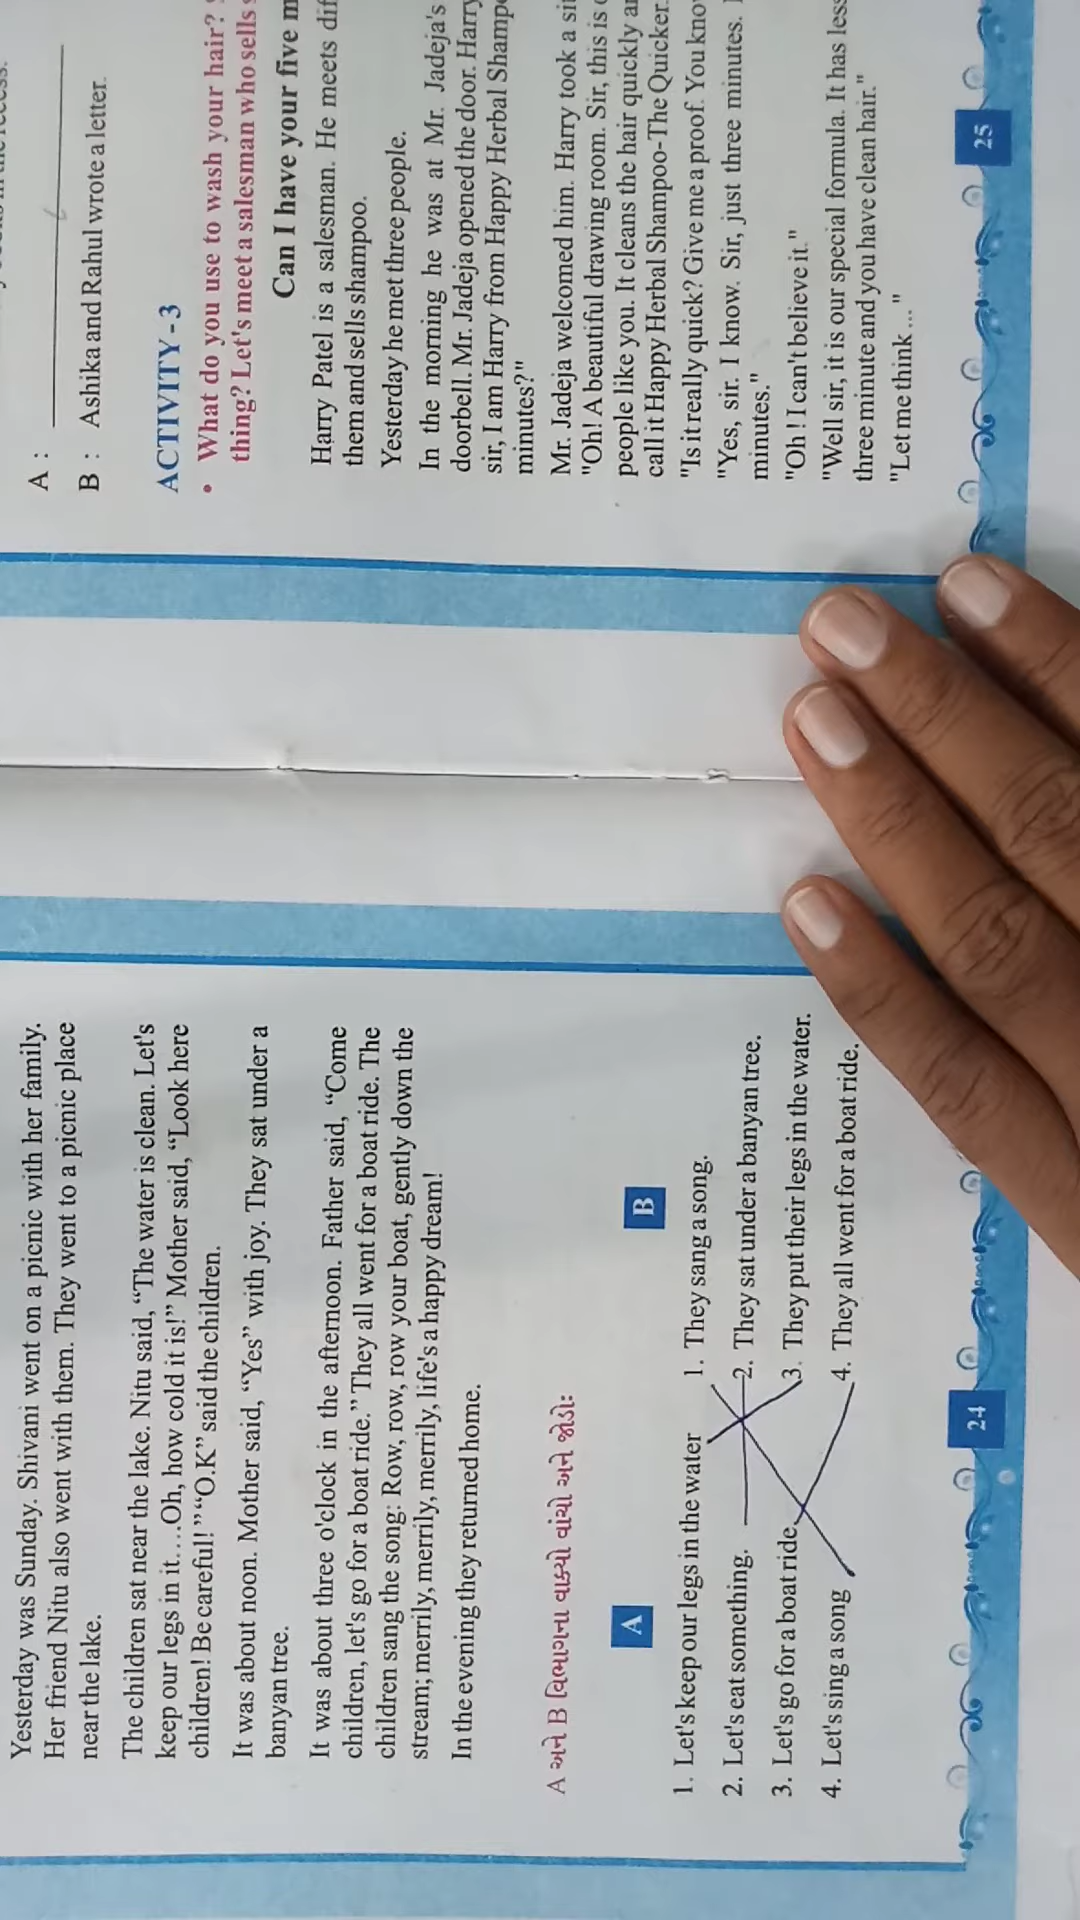 Yesterday was Sunday. Shivani went on a picnic with her family.
Her friend Nitu also went with them. They went to a picnic place
near the lake.
The children sat near the lake. Nitu said, “The water is clean. Let's
keep our legs in it....Oh, how cold it is!” Mother said, “Look here
children! Be careful!” “O.K” said the children.
It was about noon. Mother said, “Yes” with joy. They sat under a
banyan tree.
It was about three o'clock in the afternoon. Father said, “Come
children, let's go for a boat ride.” They all went for a boat ride. The
children sang the song: Row, row, row your boat, gently down the
stream; merrily, merrily, merrily, merrily, life's a happy dream!
In the evening they returned home.
A અને B વિભાગના વાક્યો વાંચો અને જોડો:
A
B
1. Let's keep our legs in the water 1. They sang a song.
2. Let's eat something. 2. They sat under a banyan tree.
3. Let's go for a boat ride. 3. They put their legs in the water.
4. Let's sing a song 4. They all went for a boat ride.
24
A :
B : Ashika and Rahul wrote a letter.
ACTIVITY - 3
• What do you use to wash your hair?
thing? Let's meet a salesman who sells
Can I have your five
Harry Patel is a salesman. He meets
them and sells shampoo.
Yesterday he met three people.
In the morning he was at Mr. Jadeja's
doorbell. Mr. Jadeja opened the door. Harry
sir, I am Harry from Happy Herbal
minutes?"
Mr. Jadeja welcomed him. Harry took a
"Oh! A beautiful drawing room. Sir, this is
people like you. It cleans the hair quickly
call it Happy Herbal Shampoo-The Quicker.
"Is it really quick? Give me a proof. You
"Yes, sir. I know. Sir, just three minutes.
minutes."
"Oh ! I can't believe it."
"Well sir, it is our special formula. It has
three minute and you have clean hair."
"Let me think ... "
25